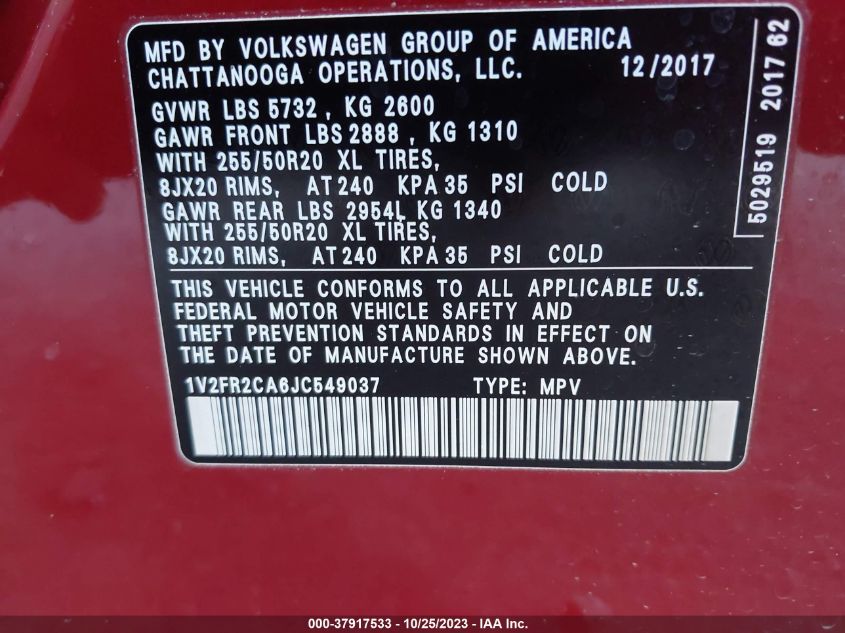 MFD BY VOLKSWAGEN GROUP OF AMERICA
CHATTANOOGA OPERATIONS, LLC. 12/2017
GVWR LBS 5732 , KG 2600
GAWR FRONT LBS 2888 , KG 1310
WITH 255/50R20 XL TIRES,
8JX20 RIMS, AT 240 KPA 35 PSI COLD
GAWR REAR LBS 2954L KG 1340
WITH 255/50R20 XL TIRES,
8JX20 RIMS, AT 240 KPA 35 PSI COLD
THIS VEHICLE CONFORMS TO ALL APPLICABLE U.S.
FEDERAL MOTOR VEHICLE SAFETY AND
THEFT PREVENTION STANDARDS IN EFFECT ON
THE DATE OF MANUFACTURE SHOWN ABOVE.
1V2FR2CA6JC549037 TYPE: MPV
5029519 2017 62
000-37917533 - 10/25/2023 - IAA Inc.